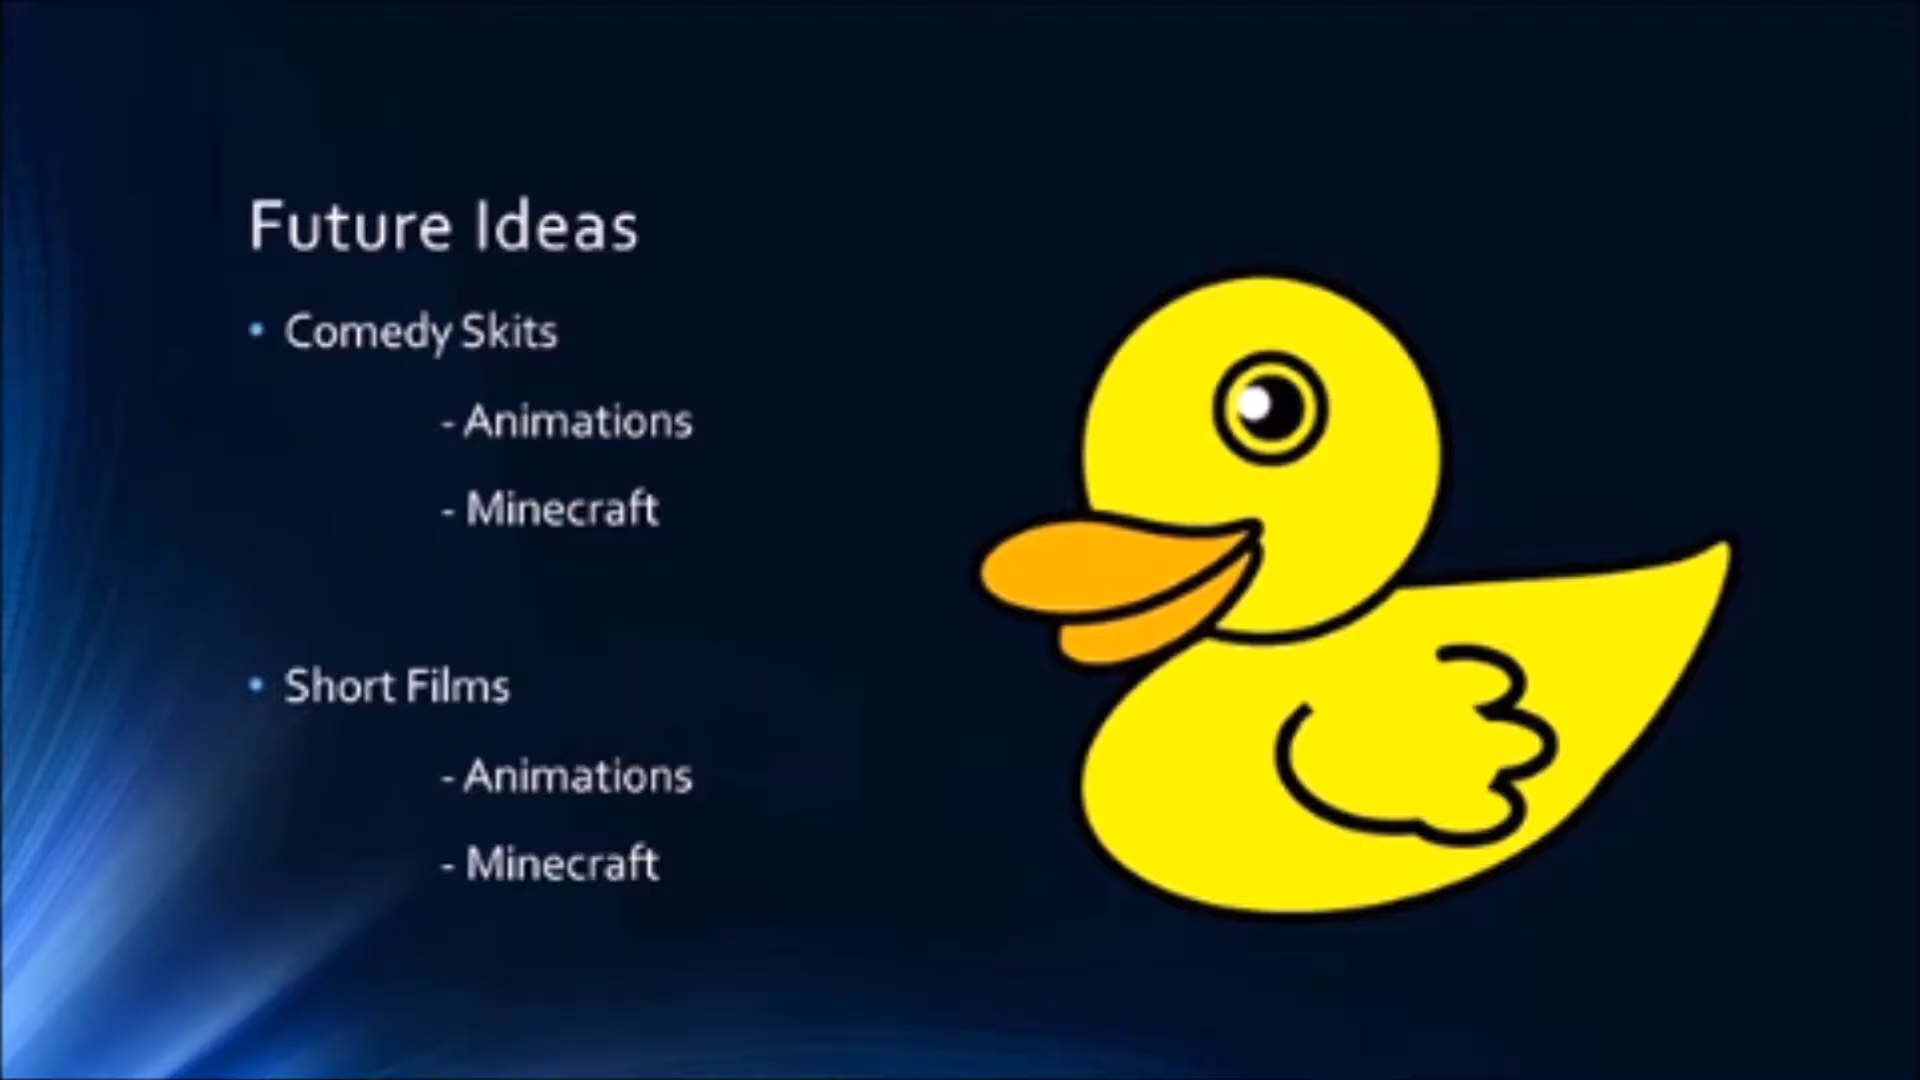 Future Ideas
• Comedy Skits
- Animations
- Minecraft
• Short Films
- Animations
- Minecraft